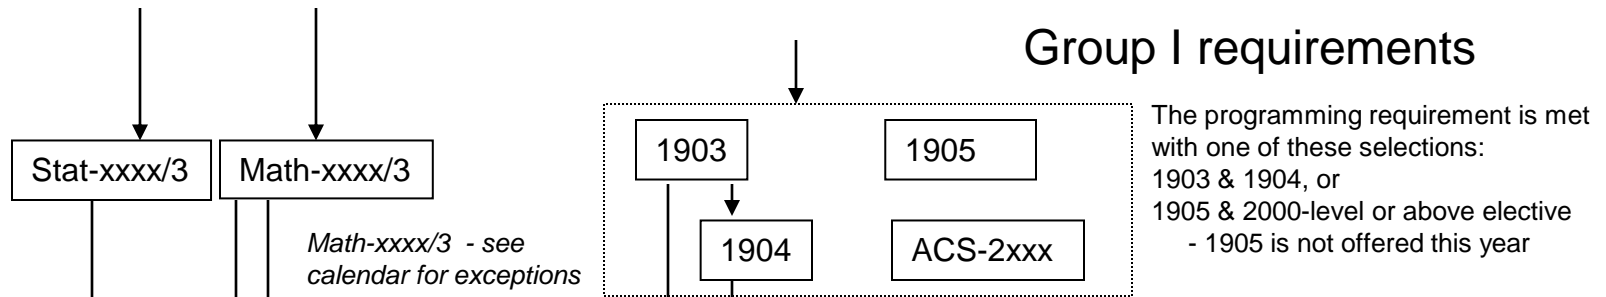 Group I requirements
Stat-xxxx/3
Math-xxxx/3
Math-xxxx/3 - see
calendar for exceptions
1903
1905
1904
ACS-2xxx
The programming requirement is met
with one of these selections:
1903 & 1904, or
1905 & 2000-level or above elective
- 1905 is not offered this year